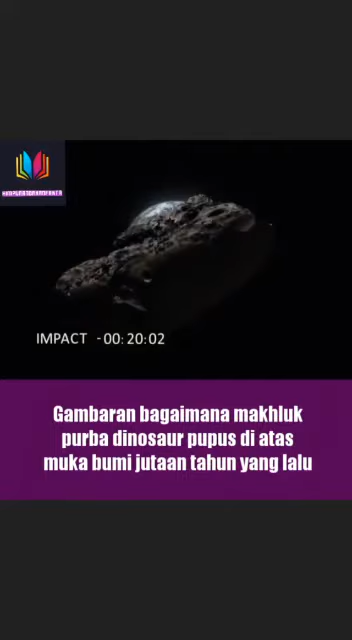 IMPACT -00:20:02
Gambaran bagaimana makhluk
purba dinosaur pupus di atas
muka bumi jutaan tahun yang lalu